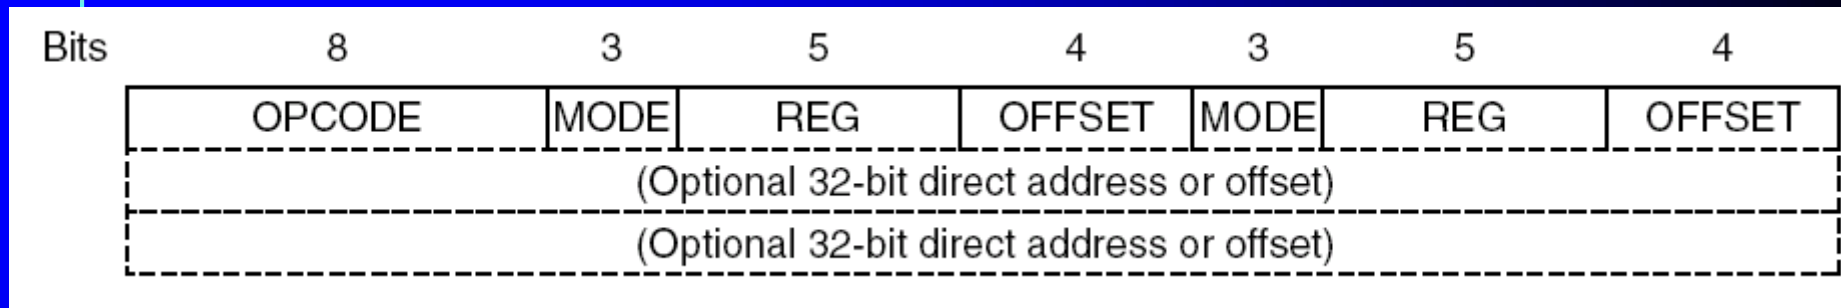 Bits 8 3 5 4 3 5 4
OPCODE MODE REG OFFSET MODE REG OFFSET
(Optional 32-bit direct address or offset)
(Optional 32-bit direct address or offset)